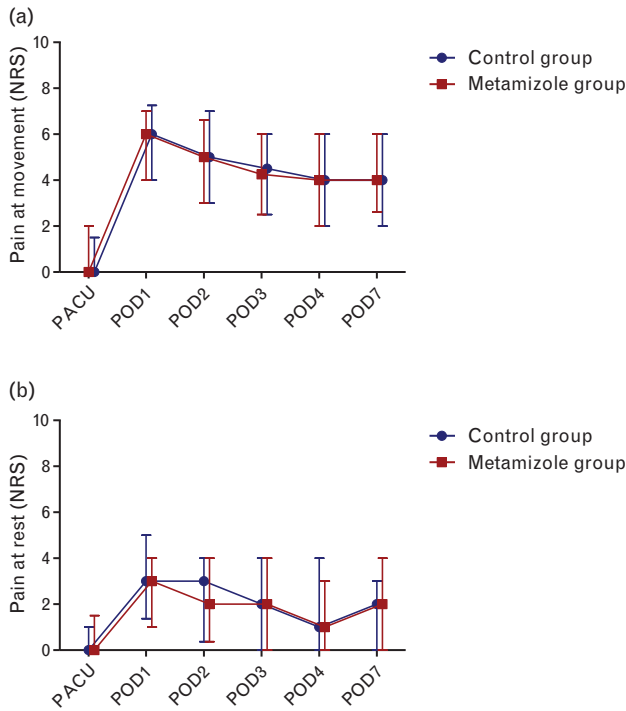 (a)
10
8
6
4
2
0
Pain at movement (NRS)
PACU
POD1
POD2
POD3
POD4
POD7
Control group
Metamizole group
(b)
10
8
6
4
2
0
Pain at rest (NRS)
PACU
POD1
POD2
POD3
POD4
POD7
Control group
Metamizole group